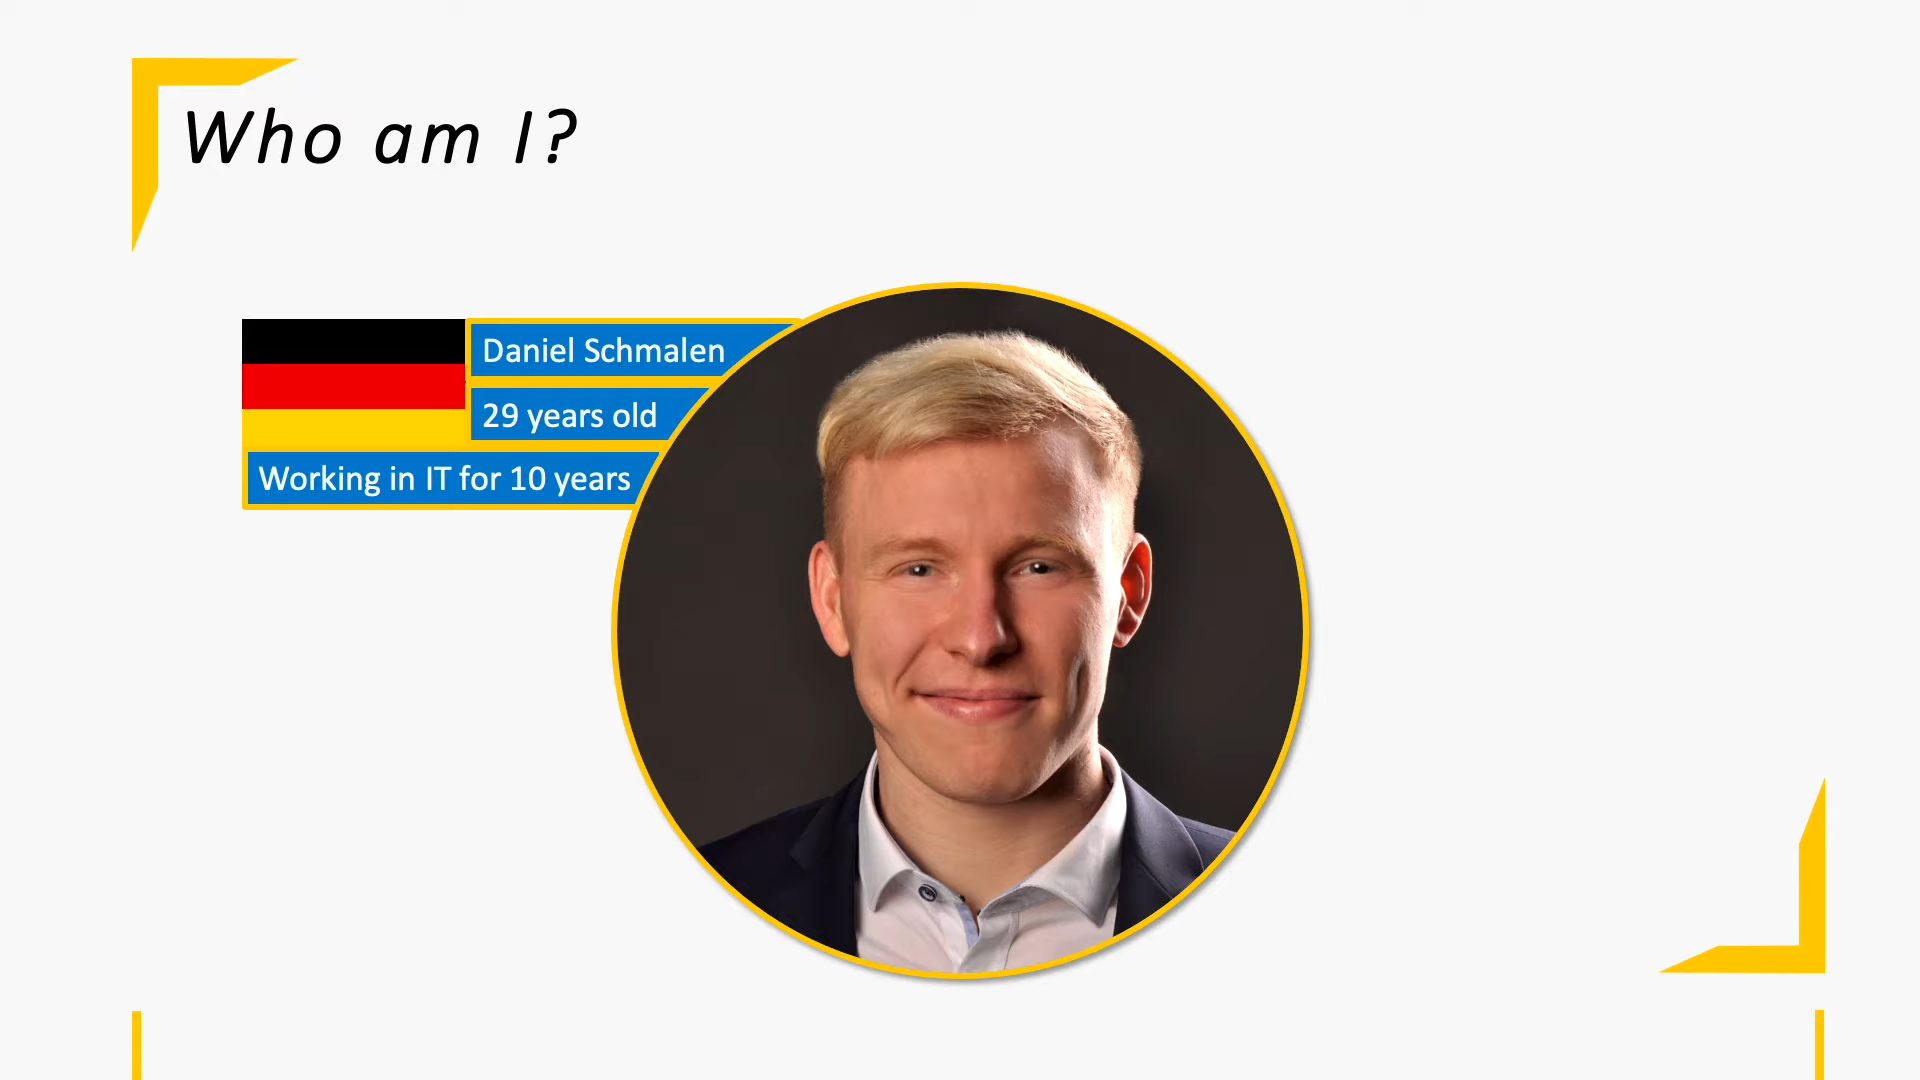 Who am I?
Daniel Schmalen
29 years old
Working in IT for 10 years